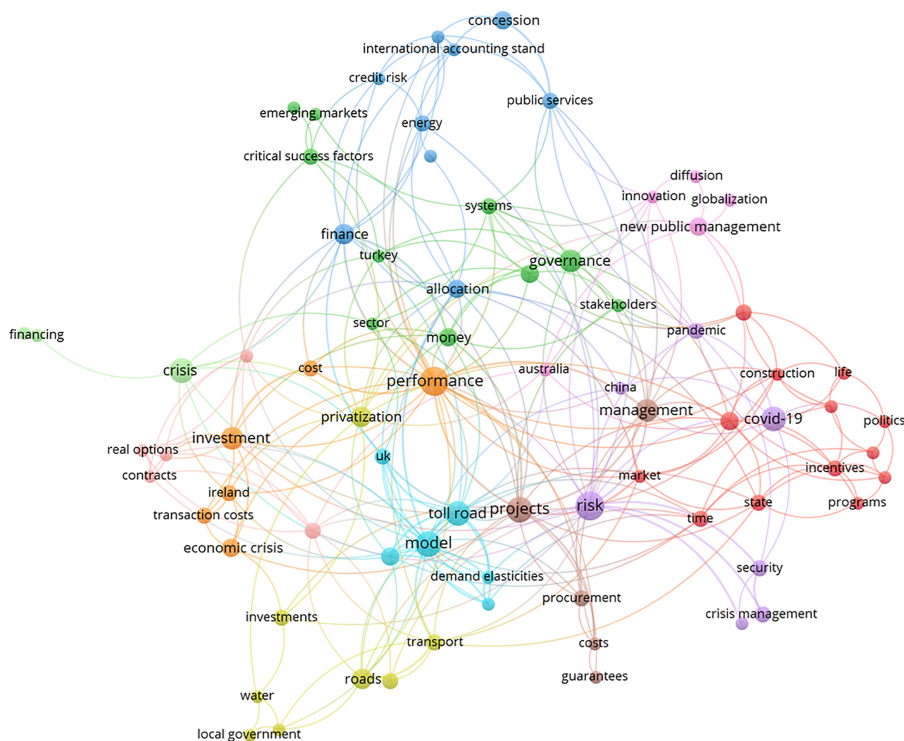 concession
international accounting stand
credit risk
public services
emerging markets
energy
critical success factors
diffusion
innovation
globalization
systems
new public management
finance
turkey
governance
allocation
stakeholders
financing
sector
money
pandemic
crisis
cost
performance
australia
china
construction
life
privatization
management
covid-19
politics
investment
real options
uk
contracts
market
incentives
ireland
transaction costs
toll road
projects
risk
time
state
programs
economic crisis
model
demand elasticities
security
procurement
investments
crisis management
transport
costs
roads
guarantees
water
local government